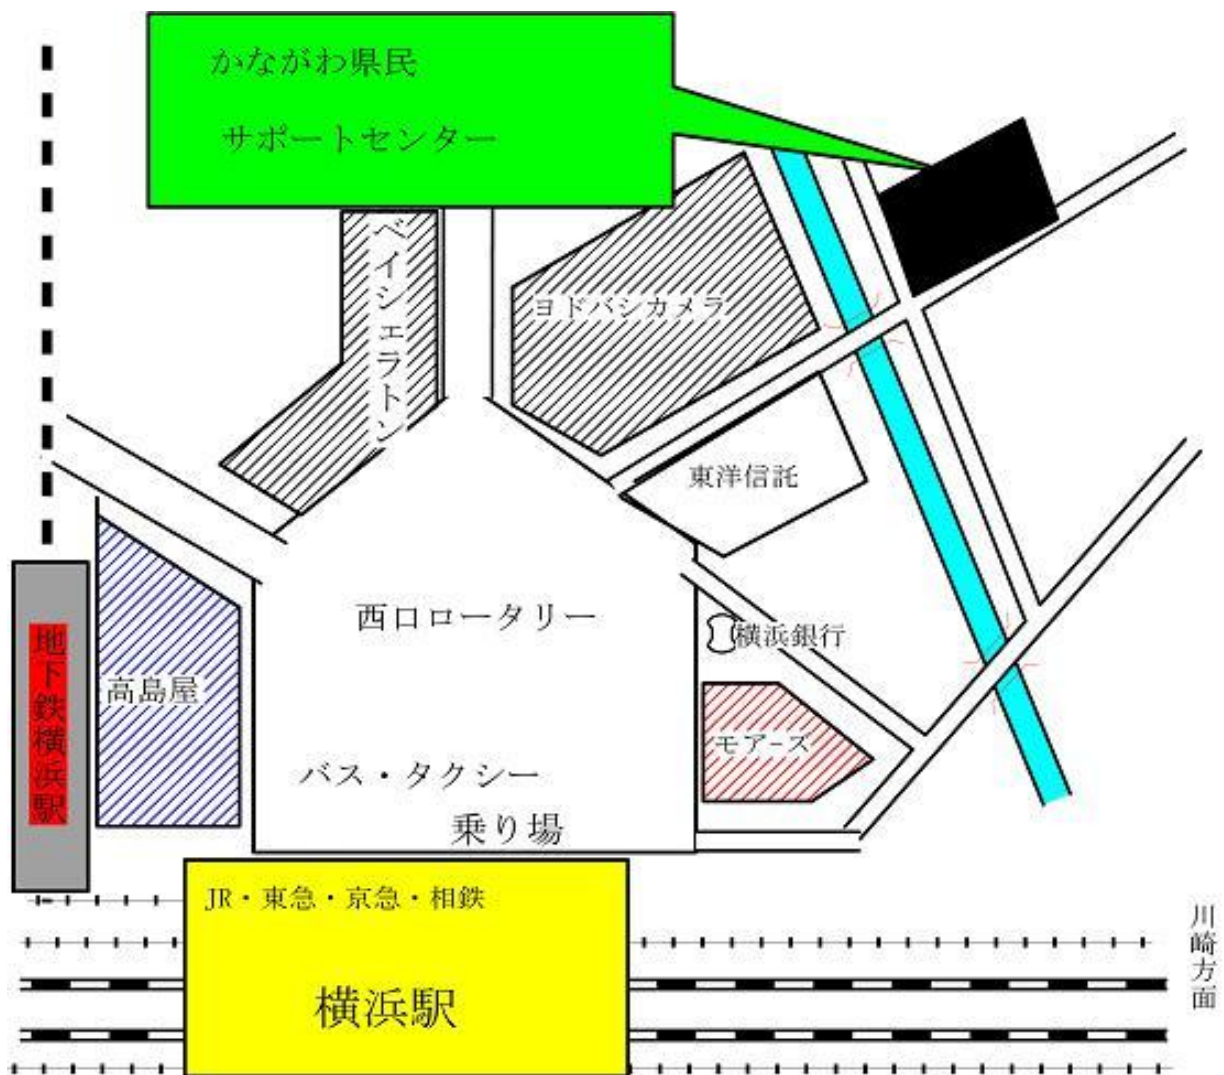 かながわ県民
サポートセンター
ベイシェラトン
ヨドバシカメラ
東洋信託
西口ロータリー
横浜銀行
地下鉄横浜駅
高島屋
モアーズ
バス・タクシー
乗り場
JR・東急・京急・相鉄
横浜駅
川崎方面